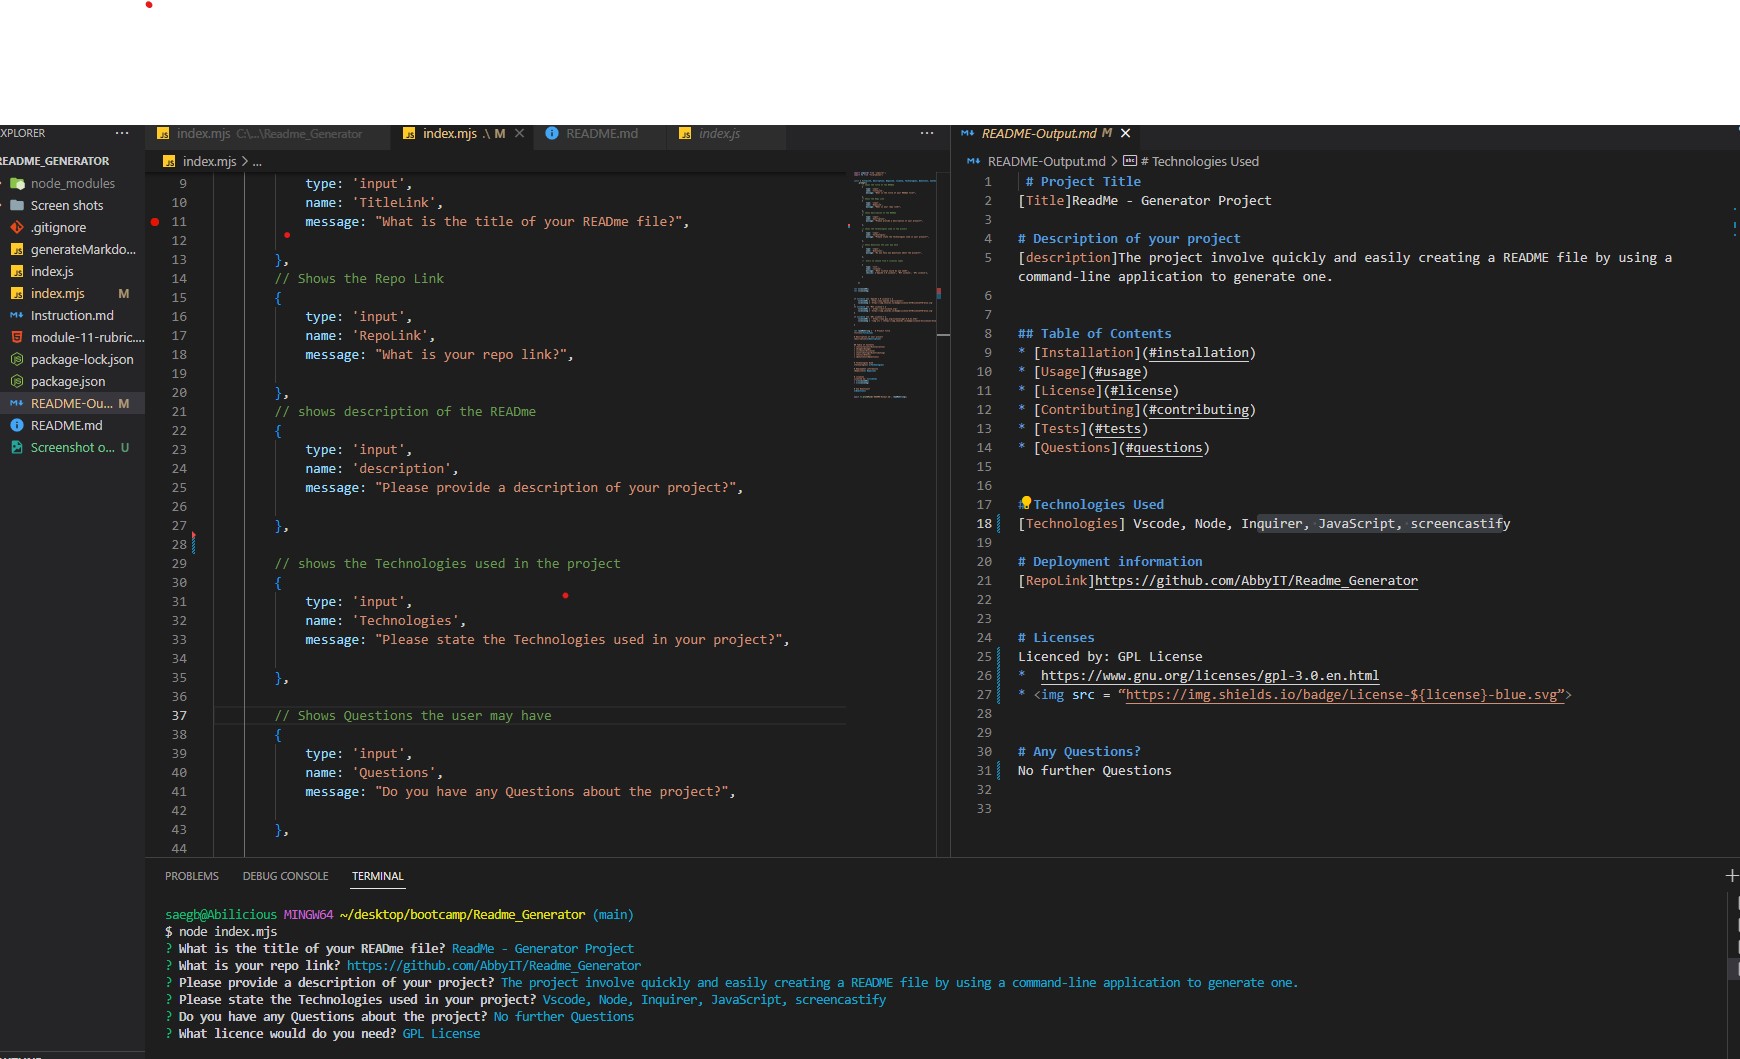 XPLORER
···
README_GENERATOR
node_modules
Screen shots
.gitignore
generateMarkdo...
index.js
index.mjs M
Instruction.md
module-11-rubric....
package-lock.json
package.json
README-Ou... M
README.md
Screenshot o... U
index.mjs C:\...\Readme_Generator
index.mjs .\ M
README.md
index.js
···
index.mjs > ...
9 type: 'input',
10 name: 'TitleLink',
11 message: "What is the title of your READme file?",
12
13 },
14 // Shows the Repo Link
15 {
16 type: 'input',
17 name: 'RepoLink',
18 message: "What is your repo link?",
19
20 },
21 // shows description of the READme
22 {
23 type: 'input',
24 name: 'description',
25 message: "Please provide a description of your project?",
26
27 },
28
29 // shows the Technologies used in the project
30 {
31 type: 'input',
32 name: 'Technologies',
33 message: "Please state the Technologies used in your project?",
34
35 },
36
37 // Shows Questions the user may have
38 {
39 type: 'input',
40 name: 'Questions',
41 message: "Do you have any Questions about the project?",
42
43 },
44
README-Output.md M
README-Output.md > # Technologies Used
1 # Project Title
2 [Title]ReadMe - Generator Project
3
4 # Description of your project
5 [description]The project involve quickly and easily creating a README file by using a
command-line application to generate one.
6
7
8 ## Table of Contents
9 * [Installation](#installation)
10 * [Usage](#usage)
11 * [License](#license)
12 * [Contributing](#contributing)
13 * [Tests](#tests)
14 * [Questions](#questions)
15
16
17 # Technologies Used
18 [Technologies] Vscode, Node, Inquirer, JavaScript, screencastify
19
20 # Deployment information
21 [RepoLink]https://github.com/AbbyIT/Readme_Generator
22
23
24 # Licenses
25 Licenced by: GPL License
26 * https://www.gnu.org/licenses/gpl-3.0.en.html
27 * <img src = “https://img.shields.io/badge/License-${license}-blue.svg”>
28
29
30 # Any Questions?
31 No further Questions
32
33
PROBLEMS DEBUG CONSOLE TERMINAL
saegb@Abilicious MINGW64 ~/desktop/bootcamp/Readme_Generator (main)
$ node index.mjs
? What is the title of your READme file? ReadMe - Generator Project
? What is your repo link? https://github.com/AbbyIT/Readme_Generator
? Please provide a description of your project? The project involve quickly and easily creating a README file by using a command-line application to generate one.
? Please state the Technologies used in your project? Vscode, Node, Inquirer, JavaScript, screencastify
? Do you have any Questions about the project? No further Questions
? What licence would do you need? GPL License